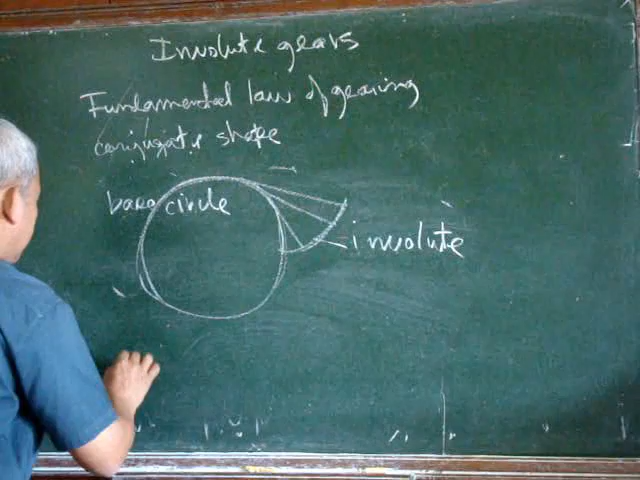 Involute gears
Fundamental law of gearing
conjugate shape
base circle
involute